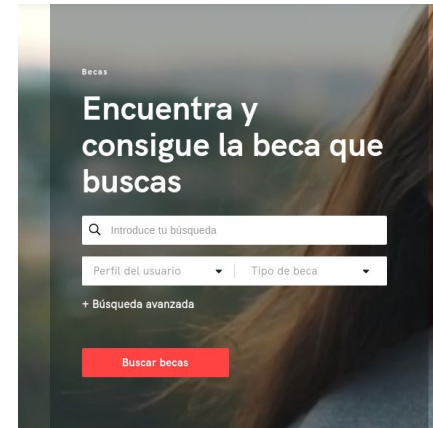 Becas
Encuentra y
consigue la beca que
buscas
Introduce tu búsqueda
Perfil del usuario
Tipo de beca
+ Búsqueda avanzada
Buscar becas